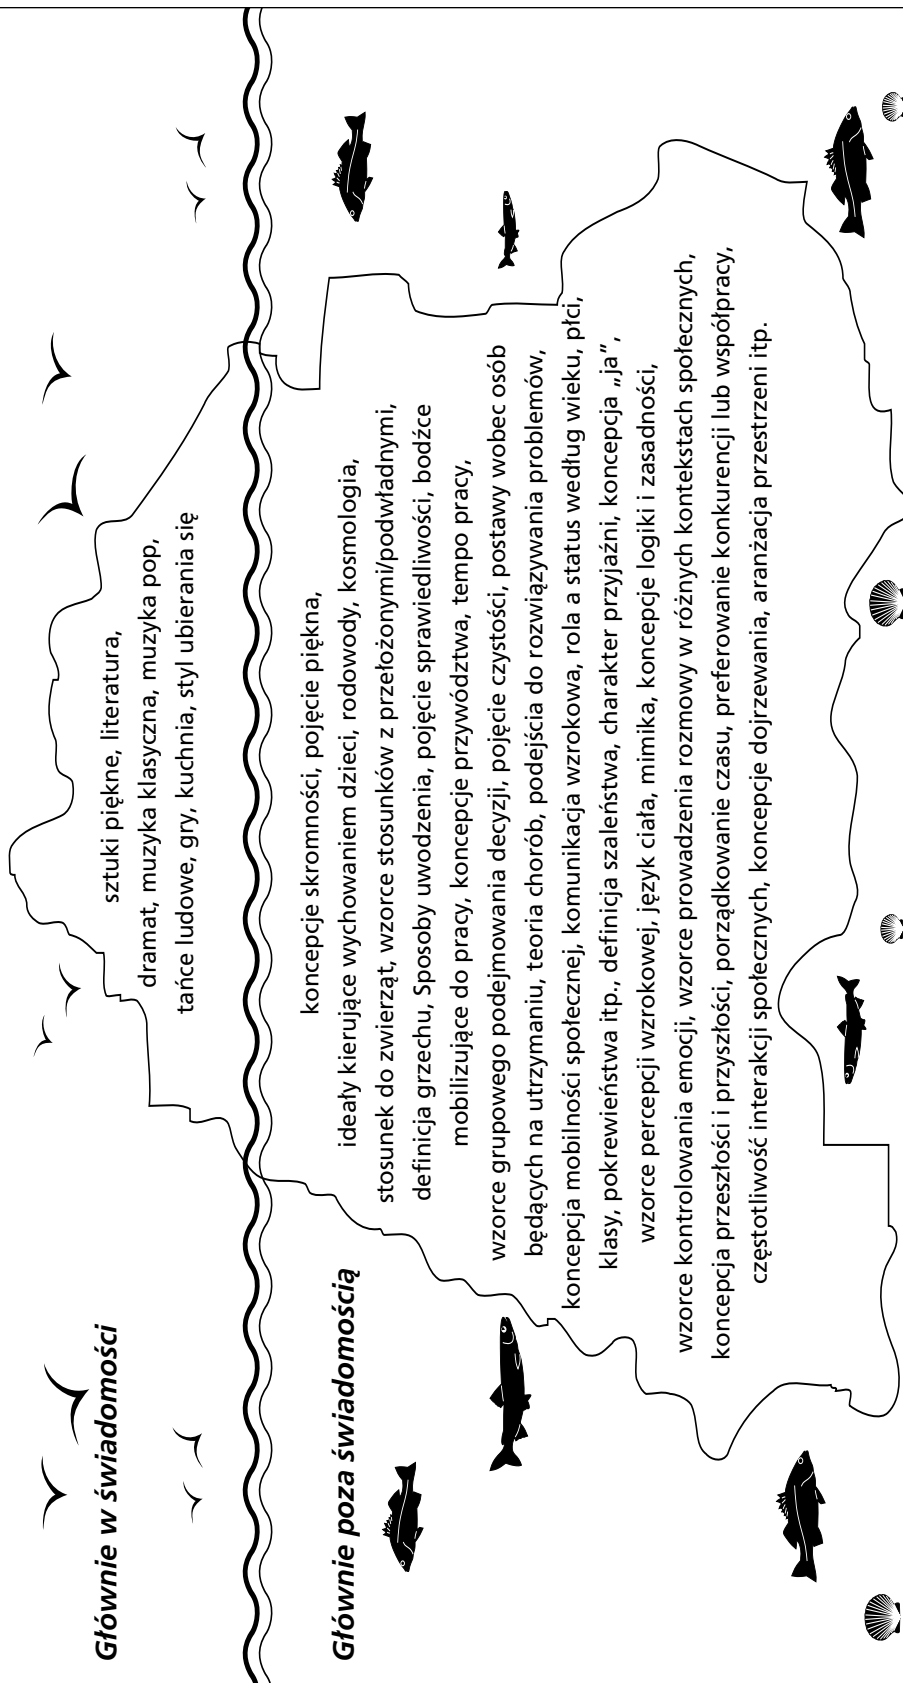 Głównie w świadomości
sztuki piękne, literatura,
dramat, muzyka klasyczna, muzyka pop,
tańce ludowe, gry, kuchnia, styl ubierania się
Głównie poza świadomością
koncepcje skromności, pojęcie piękna,
ideały kierujące wychowaniem dzieci, rodowody, kosmologia,
stosunek do zwierząt, wzorce stosunków z przełożonymi/podwładnymi,
definicja grzechu, Sposoby uwodzenia, pojęcie sprawiedliwości, bodźce
mobilizujące do pracy, koncepcje przywództwa, tempo pracy,
wzorce grupowego podejmowania decyzji, pojęcie czystości, postawy wobec osób
będących na utrzymaniu, teoria chorób, podejścia do rozwiązywania problemów,
koncepcja mobilności społecznej, komunikacja wzrokowa, rola a status według wieku, płci,
klasy, pokrewieństwa itp., definicja szaleństwa, charakter przyjaźni, koncepcja „ja”,
wzorce percepcji wzrokowej, język ciała, mimika, koncepcje logiki i zasadności,
wzorce kontrolowania emocji, wzorce prowadzenia rozmowy w różnych kontekstach społecznych,
koncepcja przeszłości i przyszłości, porządkowanie czasu, preferowanie konkurencji lub współpracy,
częstotliwość interakcji społecznych, koncepcje dojrzewania, aranżacja przestrzeni itp.